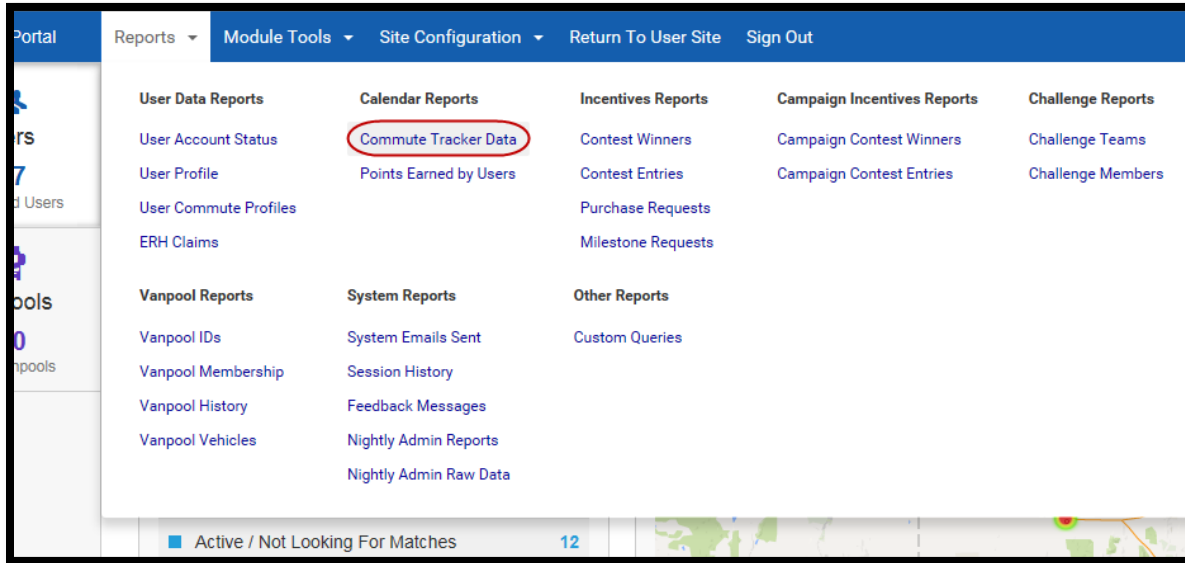 Portal Reports Module Tools Site Configuration Return To User Site Sign Out
User Data Reports Calendar Reports Incentives Reports Campaign Incentives Reports Challenge Reports
User Account Status Commute Tracker Data Contest Winners Campaign Contest Winners Challenge Teams
User Profile Points Earned by Users Contest Entries Campaign Contest Entries Challenge Members
7
d Users
User Commute Profiles Purchase Requests
ERH Claims Milestone Requests
Vanpool Reports System Reports Other Reports
ools
Vanpool IDs System Emails Sent Custom Queries
0
npools
Vanpool Membership Session History
Vanpool History Feedback Messages
Vanpool Vehicles Nightly Admin Reports
Nightly Admin Raw Data
Active / Not Looking For Matches 12